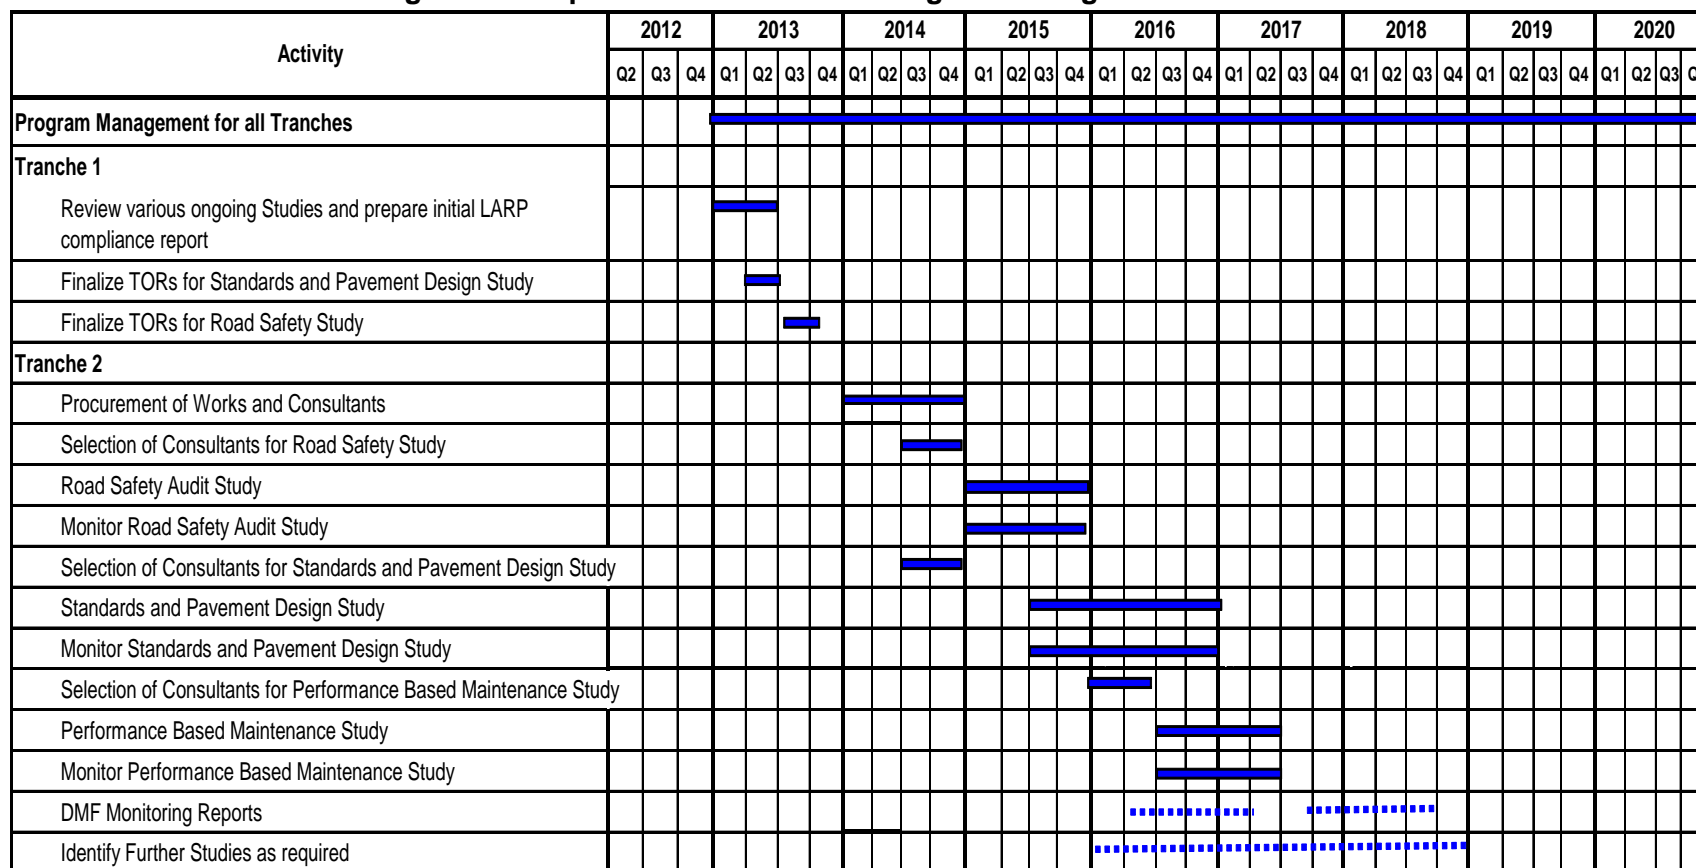 Activity
2012 2013 2014 2015 2016 2017 2018 2019 2020
Q2 Q3 Q4 Q1 Q2 Q3 Q4 Q1 Q2 Q3 Q4 Q1 Q2 Q3 Q4 Q1 Q2 Q3 Q4 Q1 Q2 Q3 Q4 Q1 Q2 Q3 Q4 Q1 Q2 Q3 Q4 Q1 Q2 Q3
Program Management for all Tranches
Tranche 1
Review various ongoing Studies and prepare initial LARP
compliance report
Finalize TORs for Standards and Pavement Design Study
Finalize TORs for Road Safety Study
Tranche 2
Procurement of Works and Consultants
Selection of Consultants for Road Safety Study
Road Safety Audit Study
Monitor Road Safety Audit Study
Selection of Consultants for Standards and Pavement Design Study
Standards and Pavement Design Study
Monitor Standards and Pavement Design Study
Selection of Consultants for Performance Based Maintenance Study
Performance Based Maintenance Study
Monitor Performance Based Maintenance Study
DMF Monitoring Reports
Identify Further Studies as required